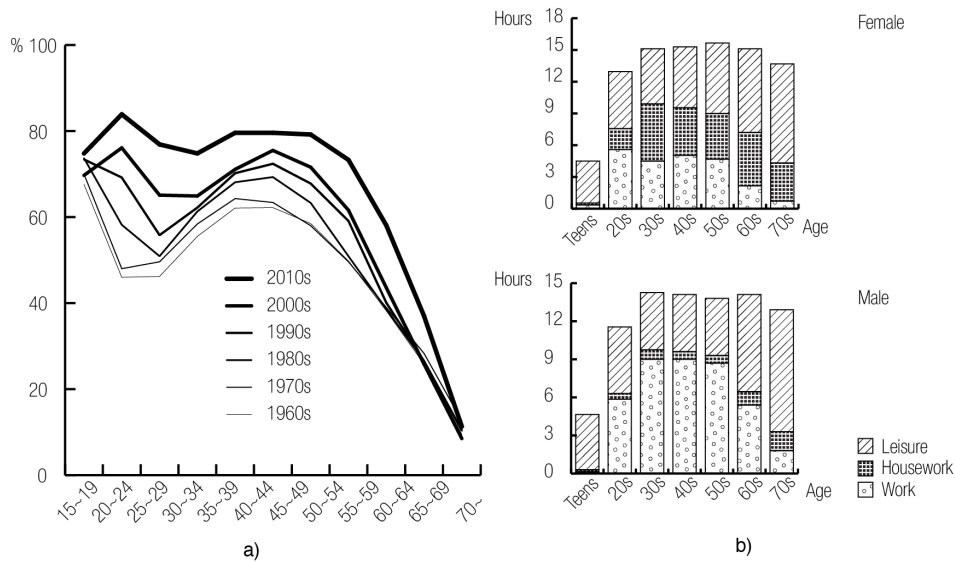 % 100
80
60
40
20
0
2010s
2000s
1990s
1980s
1970s
1960s
15~19
20~24
25~29
30~34
35~39
40~44
45~49
50~54
55~59
60~64
65~69
70~
a)
Hours
18
15
12
9
6
3
0
Female
Teens
20s
30s
40s
50s
60s
70s
Age
Hours
15
12
9
6
3
0
Male
Teens
20s
30s
40s
50s
60s
70s
Age
Leisure
Housework
Work
b)